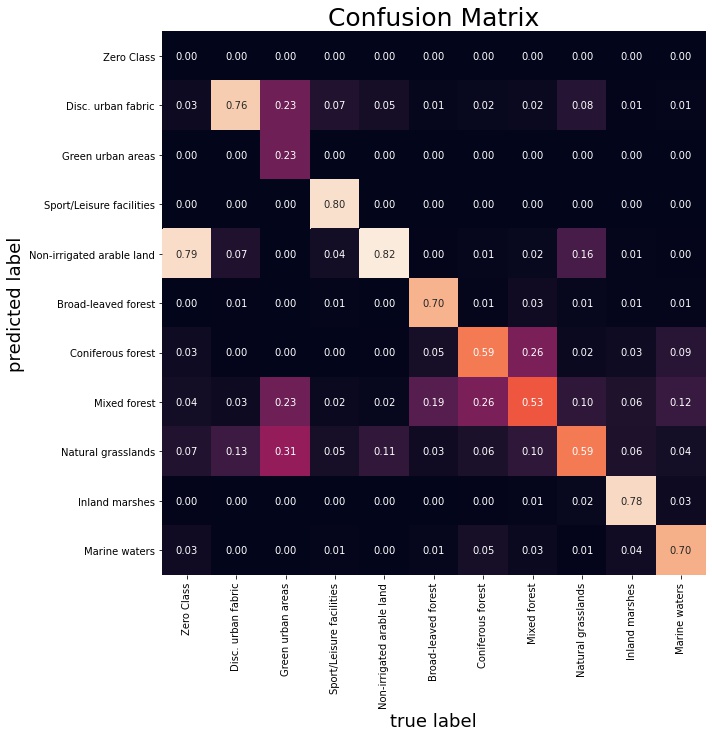 Confusion Matrix
predicted label
Zero Class 0.00 0.00 0.00 0.00 0.00 0.00 0.00 0.00 0.00 0.00 0.00
Disc. urban fabric 0.03 0.76 0.23 0.07 0.05 0.01 0.02 0.02 0.08 0.01 0.01
Green urban areas 0.00 0.00 0.23 0.00 0.00 0.00 0.00 0.00 0.00 0.00 0.00
Sport/Leisure facilities 0.00 0.00 0.00 0.80 0.00 0.00 0.00 0.00 0.00 0.00 0.00
Non-irrigated arable land 0.79 0.07 0.00 0.04 0.82 0.00 0.01 0.02 0.16 0.01 0.00
Broad-leaved forest 0.00 0.01 0.00 0.01 0.00 0.70 0.01 0.03 0.01 0.01 0.01
Coniferous forest 0.03 0.00 0.00 0.00 0.00 0.05 0.59 0.26 0.02 0.03 0.09
Mixed forest 0.04 0.03 0.23 0.02 0.02 0.19 0.26 0.53 0.10 0.06 0.12
Natural grasslands 0.07 0.13 0.31 0.05 0.11 0.03 0.06 0.10 0.59 0.06 0.04
Inland marshes 0.00 0.00 0.00 0.00 0.00 0.00 0.00 0.01 0.02 0.78 0.03
Marine waters 0.03 0.00 0.00 0.01 0.00 0.01 0.05 0.03 0.01 0.04 0.70
Zero Class
Disc. urban fabric
Green urban areas
Sport/Leisure facilities
Non-irrigated arable land
Broad-leaved forest
Coniferous forest
Mixed forest
Natural grasslands
Inland marshes
Marine waters
true label